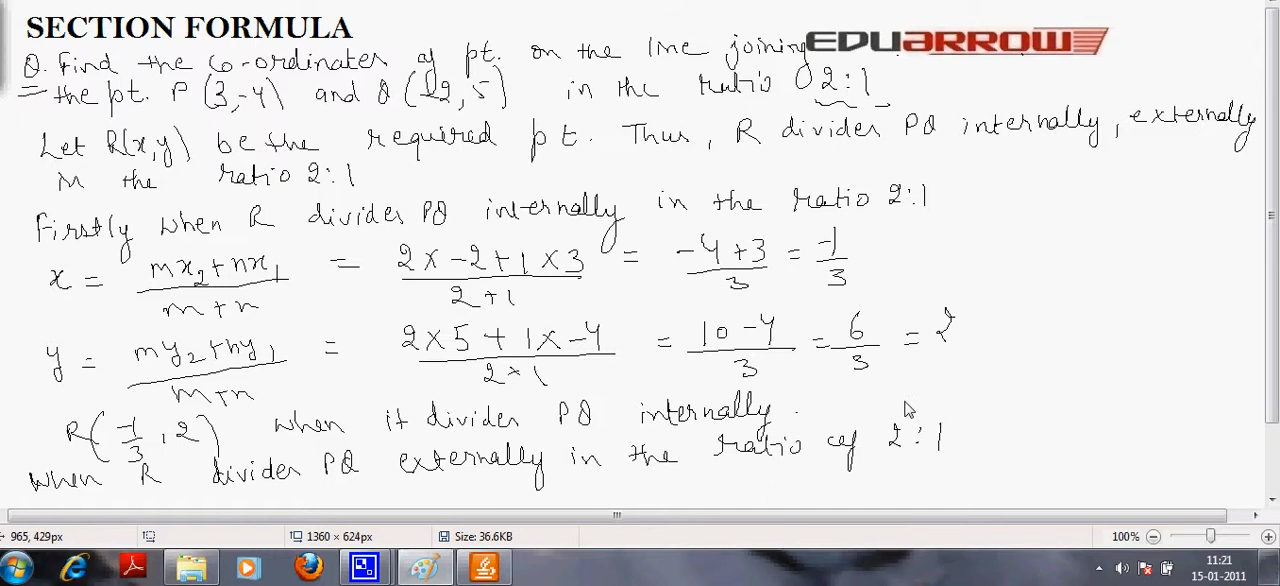 SECTION FORMULA
EDUARROW
Q. Find the co-ordinates of pt. on the line joining
the pt. P (3,-4) and Q (-2, 5) in the ratio 2:1
Let R(x,y) be the required pt. Thus, R divides PQ internally, externally
in the ratio 2:1
Firstly when R divides PQ internally in the ratio 2:1
x = mx₂+nx₁/m+n = 2×-2+1×3/2+1 = -4+3/3 = -1/3
y = my₂+ny₁/m+n = 2×5+1×-4/2+1 = 10-4/3 = 6/3 = 2
R(-1/3, 2) when it divides PQ internally.
When R divides PQ externally in the ratio of 2:1
965, 429px
1360 × 624px
Size: 36.6KB
100%
11:21
15-01-2011